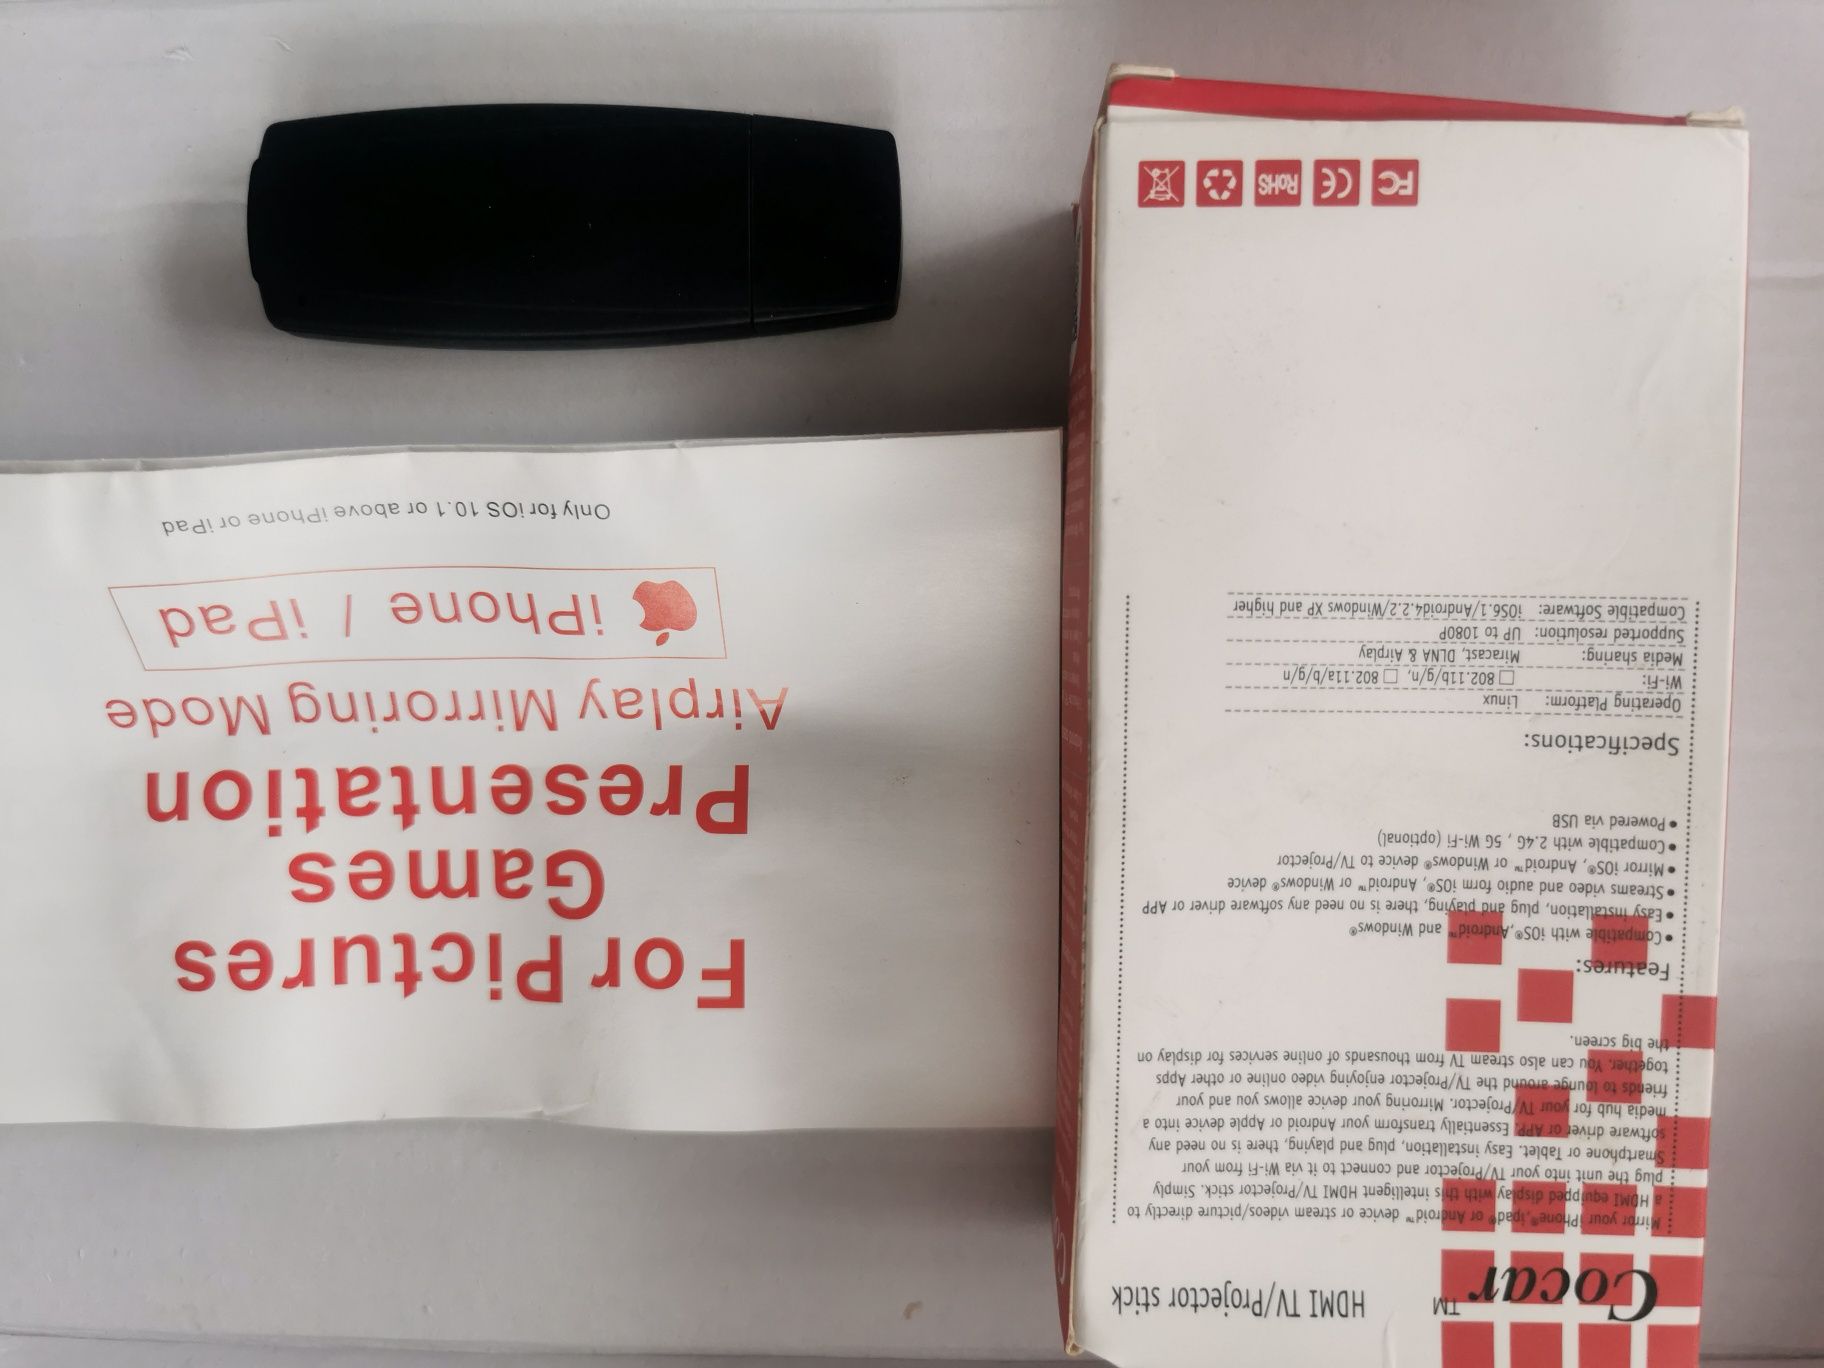 Cocar™
HDMI TV/Projector stick
Mirror your iPhone®,ipad® or Android™ device or stream videos/picture directly to
a HDMI equipped display with this intelligent HDMI TV/Projector stick. Simply
plug the unit into your TV/Projector and connect to it via Wi-Fi from your
Smartphone or Tablet. Easy installation, plug and playing, there is no need any
software driver or APP. Essentially transform your Android or Apple device into a
media hub for your TV/Projector. Mirroring your device allows you and your
friends to lounge around the TV/Projector enjoying video online or other Apps
together. You can also stream TV from thousands of online services for display on
the big screen.
Features:
• Compatible with iOS®,Android™ and Windows®
• Easy installation, plug and playing, there is no need any software driver or APP
• Streams video and audio form iOS®, Android™ or Windows® device
• Mirror iOS®, Android™ or Windows® device to TV/Projector
• Compatible with 2.4G , 5G Wi-Fi (optional)
• Powered via USB
Specifications:
Operating Platform: Linux
Wi-Fi: □ 802.11b/g/n, □ 802.11a/b/g/n
Media sharing: Miracast, DLNA & Airplay
Supported resolution: UP to 1080P
Compatible Software: iOS6.1/Android4.2.2/Windows XP and higher
FC CE RoHS
For Pictures
Games
Presentation
Airplay Mirroring Mode
iPhone / iPad
Only for iOS 10.1 or above iPhone or iPad